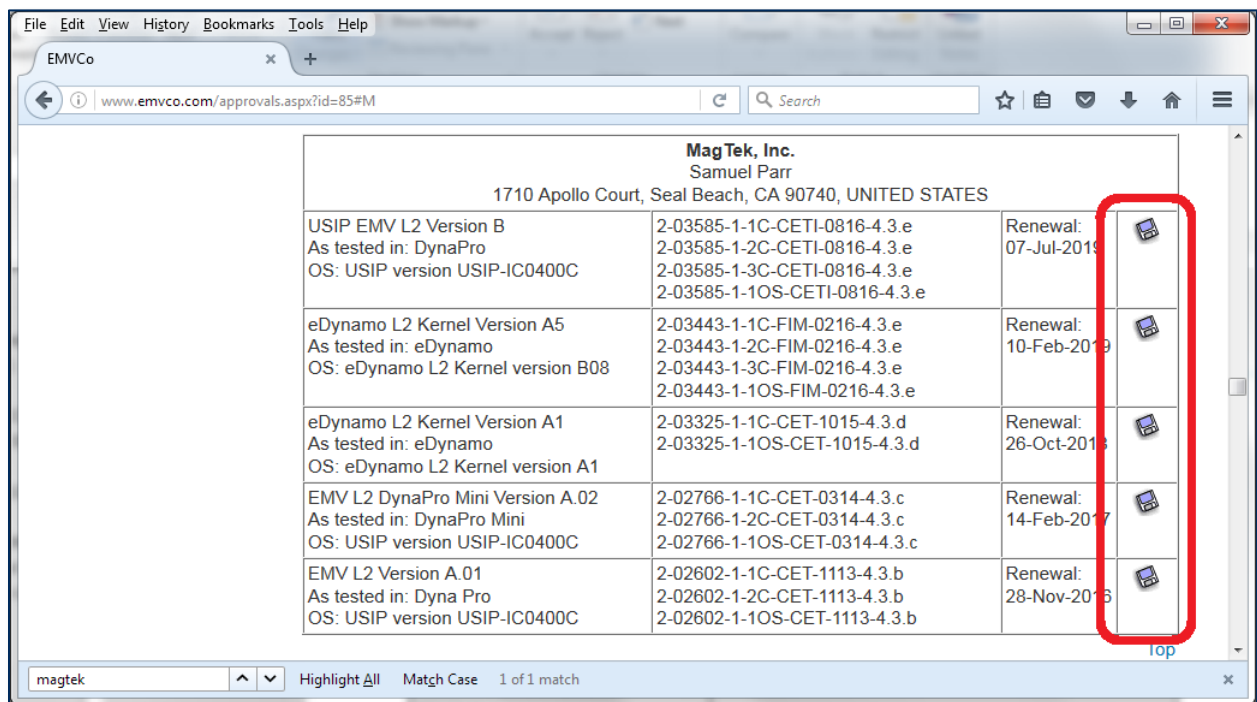 File Edit View History Bookmarks Tools Help
EMVCo
www.emvco.com/approvals.aspx?id=85#M
Search
MagTek, Inc.
Samuel Parr
1710 Apollo Court, Seal Beach, CA 90740, UNITED STATES
USIP EMV L2 Version B
As tested in: DynaPro
OS: USIP version USIP-IC0400C
2-03585-1-1C-CETI-0816-4.3.e
2-03585-1-2C-CETI-0816-4.3.e
2-03585-1-3C-CETI-0816-4.3.e
2-03585-1-1OS-CETI-0816-4.3.e
Renewal:
07-Jul-2019
eDynamo L2 Kernel Version A5
As tested in: eDynamo
OS: eDynamo L2 Kernel version B08
2-03443-1-1C-FIM-0216-4.3.e
2-03443-1-2C-FIM-0216-4.3.e
2-03443-1-3C-FIM-0216-4.3.e
2-03443-1-1OS-FIM-0216-4.3.e
Renewal:
10-Feb-2019
eDynamo L2 Kernel Version A1
As tested in: eDynamo
OS: eDynamo L2 Kernel version A1
2-03325-1-1C-CET-1015-4.3.d
2-03325-1-1OS-CET-1015-4.3.d
Renewal:
26-Oct-2018
EMV L2 DynaPro Mini Version A.02
As tested in: DynaPro Mini
OS: USIP version USIP-IC0400C
2-02766-1-1C-CET-0314-4.3.c
2-02766-1-2C-CET-0314-4.3.c
2-02766-1-1OS-CET-0314-4.3.c
Renewal:
14-Feb-2017
EMV L2 Version A.01
As tested in: Dyna Pro
OS: USIP version USIP-IC0400C
2-02602-1-1C-CET-1113-4.3.b
2-02602-1-2C-CET-1113-4.3.b
2-02602-1-1OS-CET-1113-4.3.b
Renewal:
28-Nov-2016
Top
magtek
Highlight All Match Case 1 of 1 match